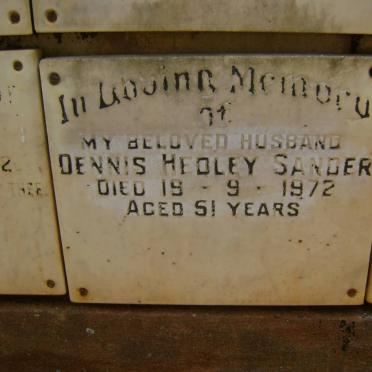 In Loving Memory
of
MY BELOVED HUSBAND
DENNIS HEDLEY SANDER
DIED 19 - 9 - 1972
AGED 51 YEARS